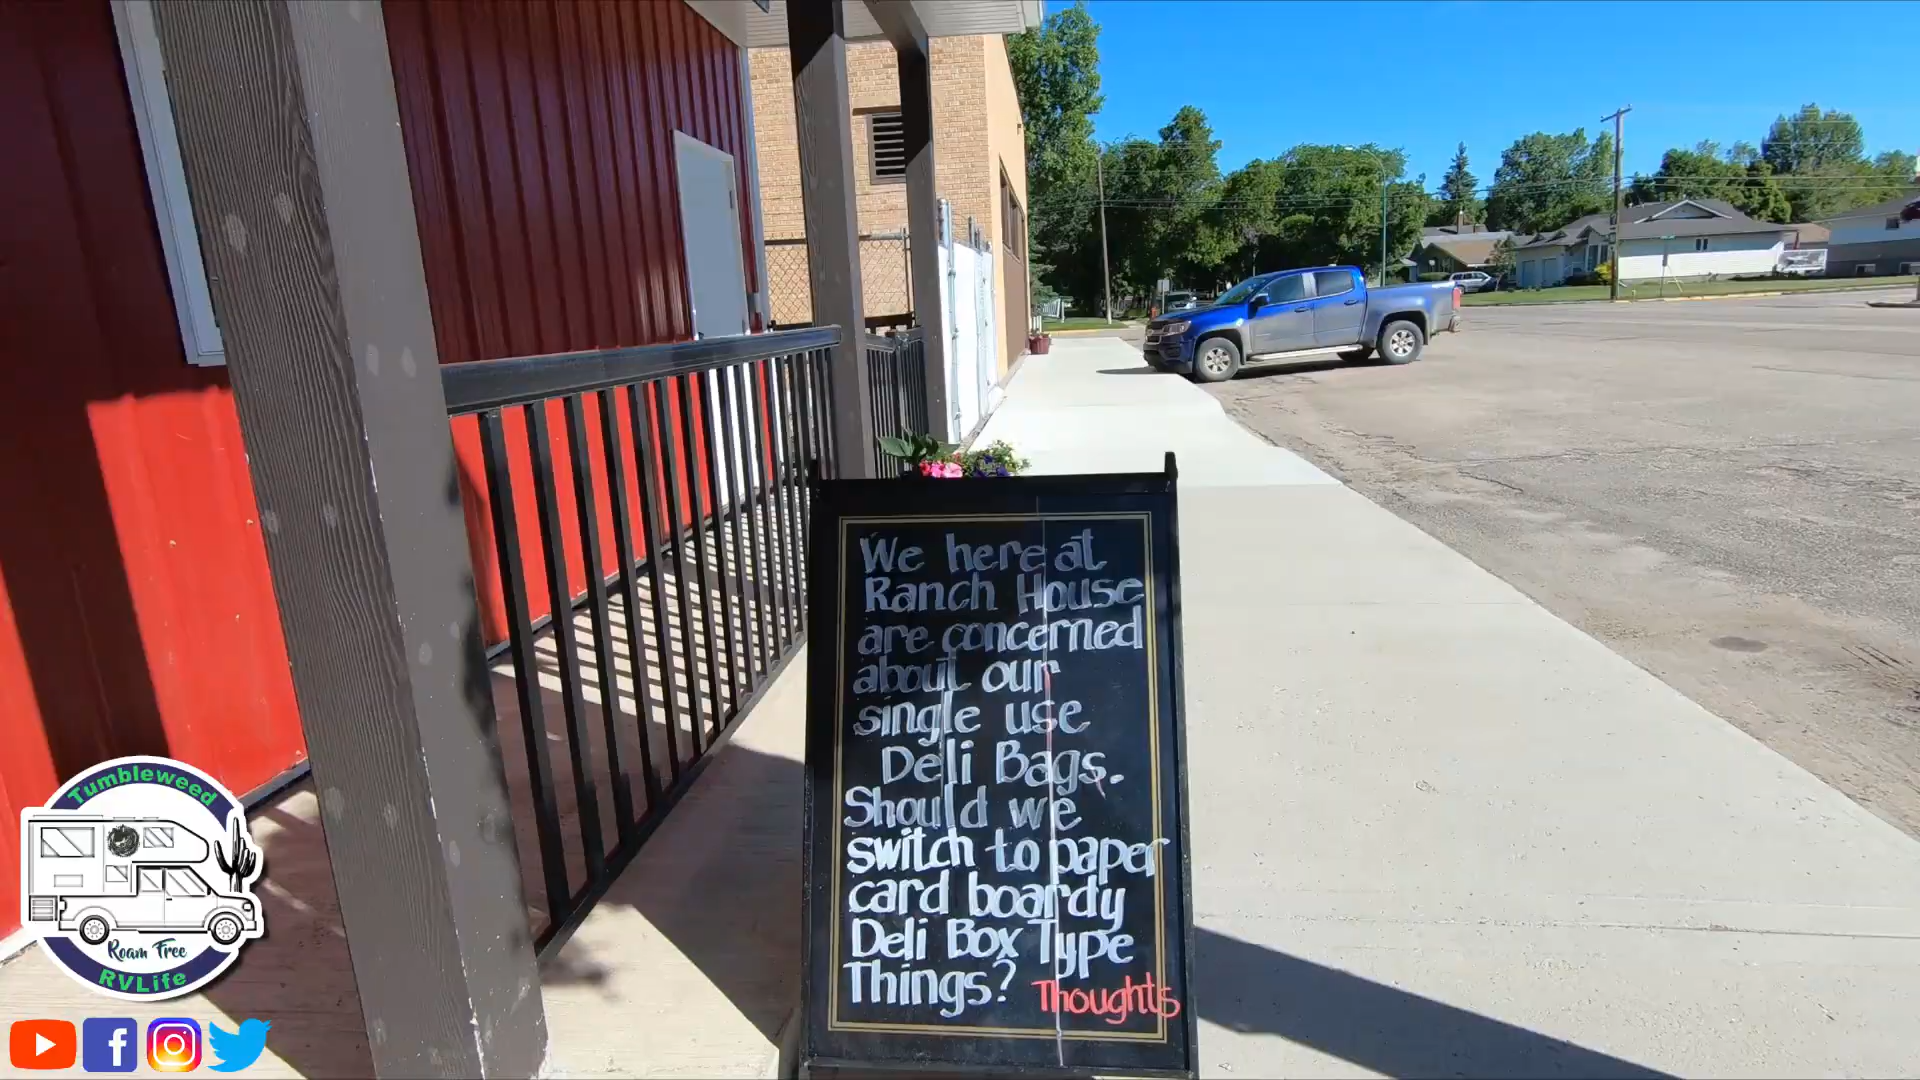 We here at
Ranch House
are concerned
about our
single use
Deli Bags.
Should we
switch to paper
card boardy
Deli Box Type
Things? Thoughts
Tumbleweed
Roam Free
RVLife